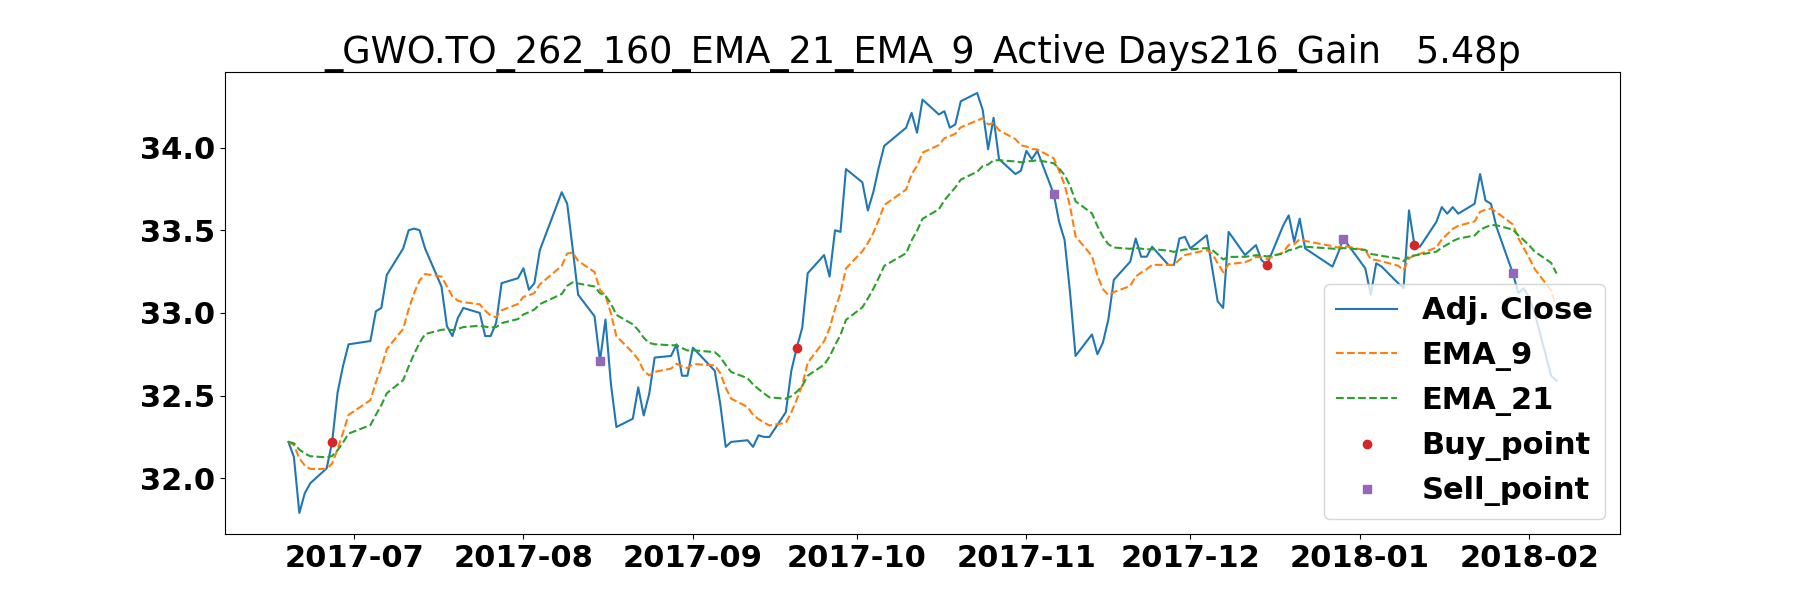 _GWO.TO_262_160_EMA_21_EMA_9_Active Days216_Gain   5.48p
34.0
33.5
33.0
32.5
32.0
Adj. Close
EMA_9
EMA_21
Buy_point
Sell_point
2017-07 2017-08 2017-09 2017-10 2017-11 2017-12 2018-01 2018-02